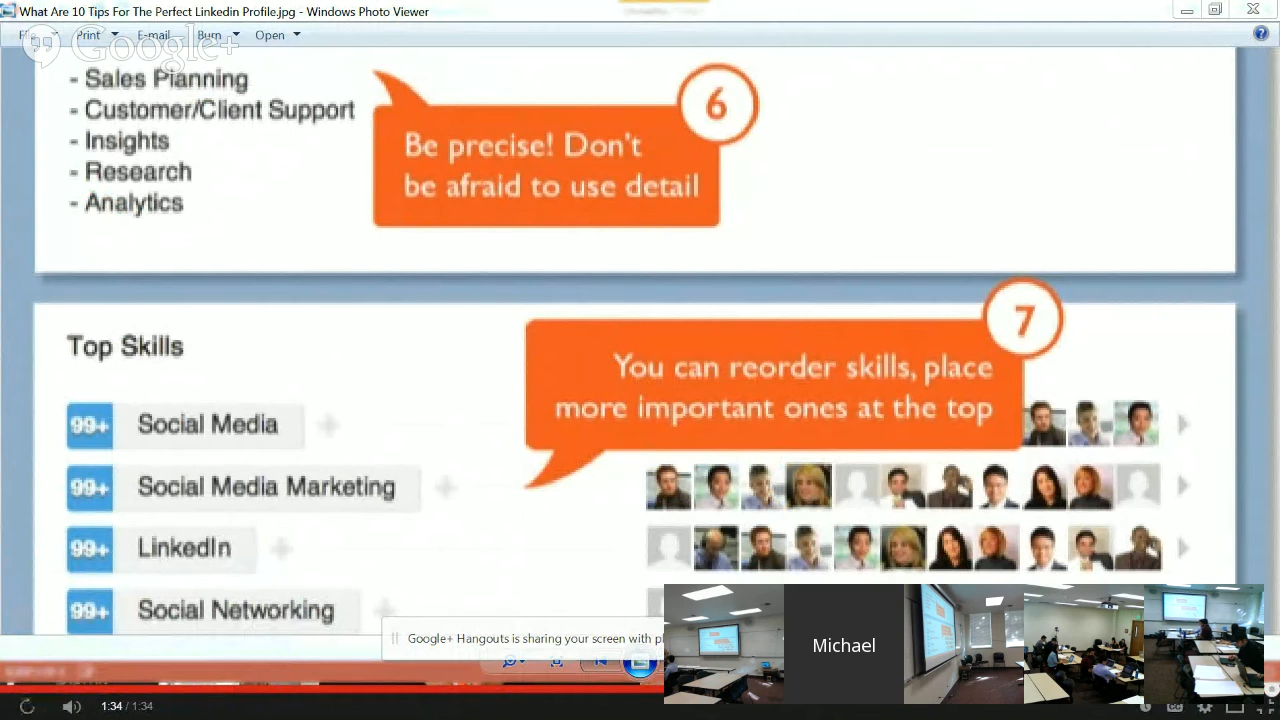 What Are 10 Tips For The Perfect Linkedin Profile.jpg - Windows Photo Viewer
Print E-mail Burn Open
Google+
- Sales Planning
- Customer/Client Support
- Insights
- Research
- Analytics
6
Be precise! Don't
be afraid to use detail
7
You can reorder skills, place
more important ones at the top
Top Skills
99+ Social Media
99+ Social Media Marketing
99+ LinkedIn
99+ Social Networking
Google+ Hangouts is sharing your screen with
Michael
1:34 / 1:34